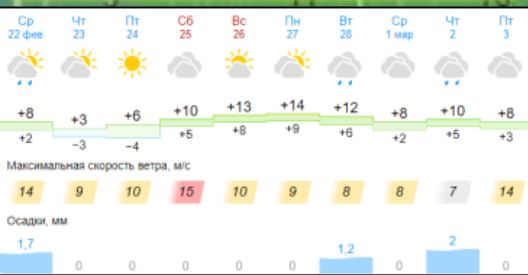 Ср Чт Пт Сб Вс Пн Вт Ср Чт Пт
22 фев 23 24 25 26 27 28 1 мар 2 3
+8 +3 +6 +10 +13 +14 +12 +8 +10 +8
+2 −3 −4 +5 +8 +9 +6 +2 +5 +3
Максимальная скорость ветра, м/с
14 9 10 15 10 9 8 8 7 14
Осадки, мм
1,7 0 0 0 0 0 1,2 0 2 0